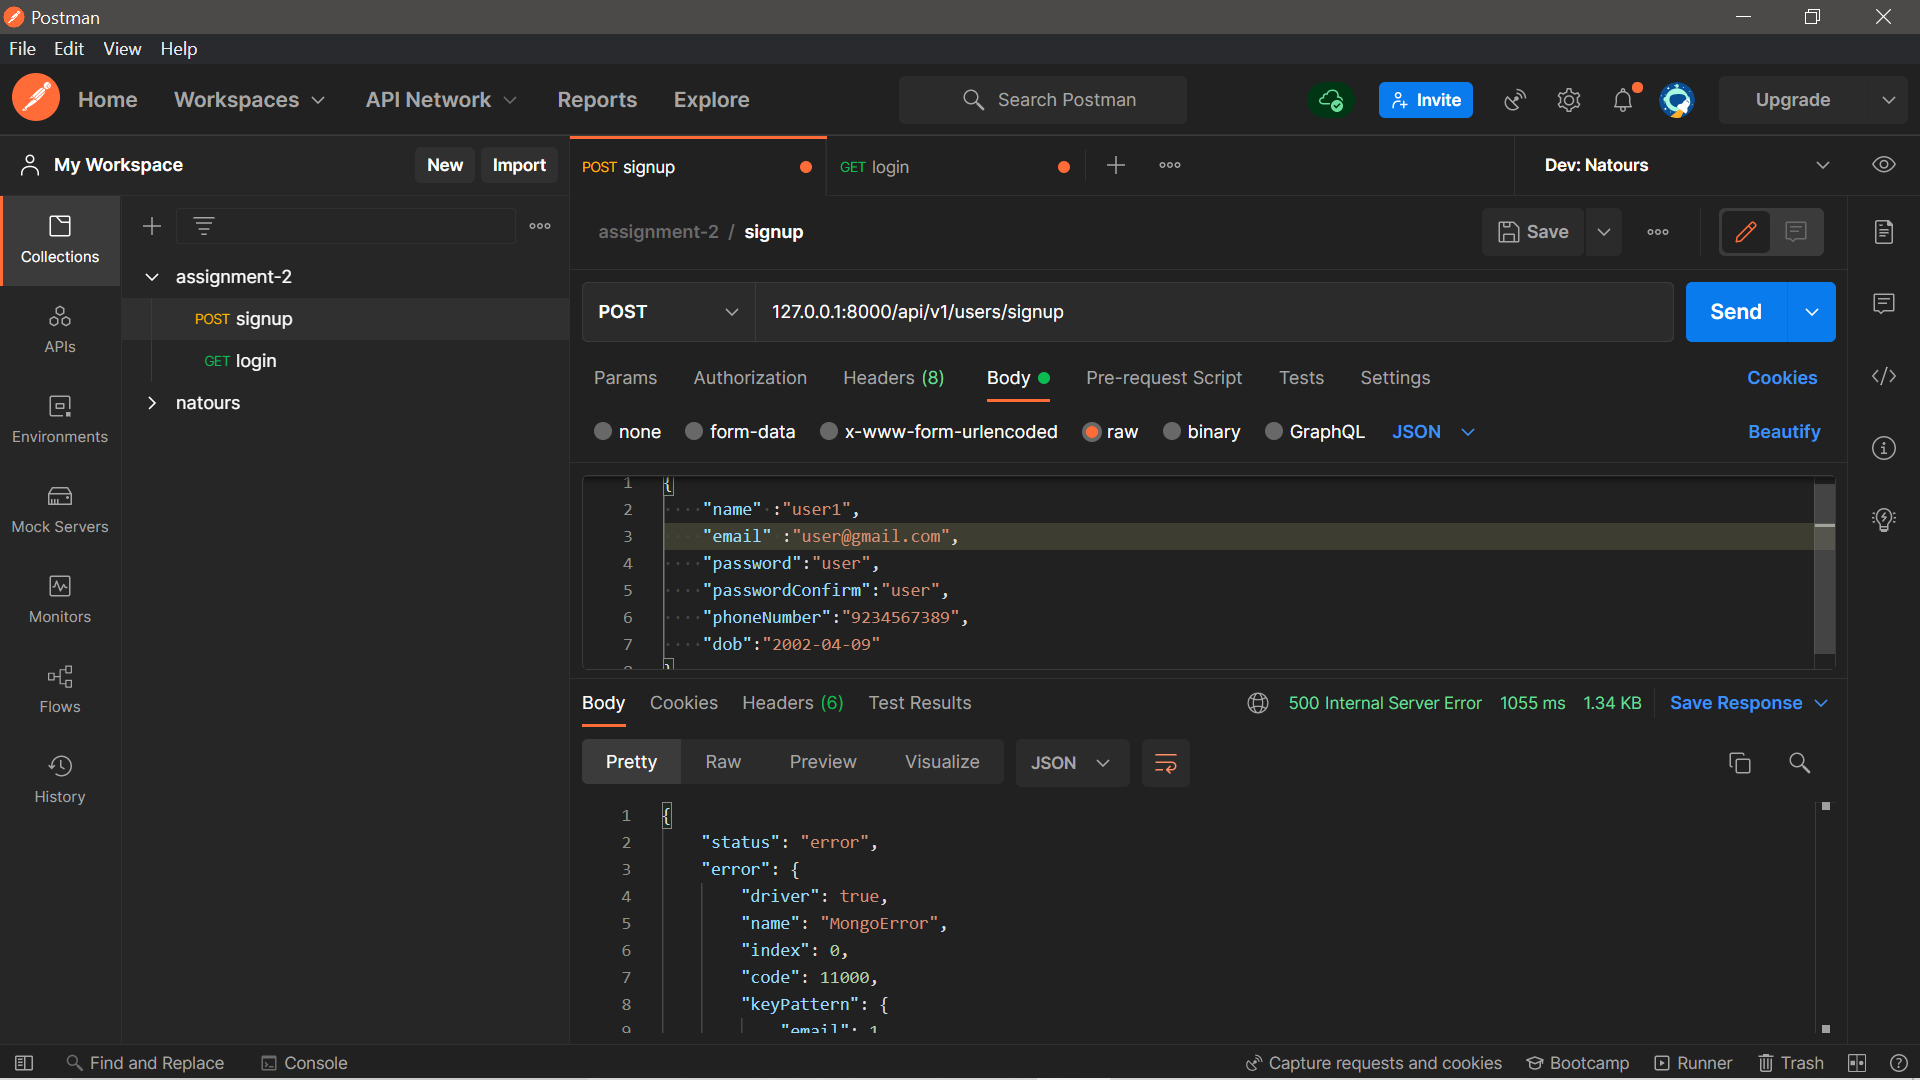 Postman
File Edit View Help
Home Workspaces API Network Reports Explore Search Postman Invite Upgrade
My Workspace New Import
POST signup GET login Dev: Natours
Collections
APIs
Environments
Mock Servers
Monitors
Flows
History
assignment-2
POST signup
GET login
natours
assignment-2 / signup Save
POST 127.0.0.1:8000/api/v1/users/signup Send
Params Authorization Headers (8) Body Pre-request Script Tests Settings Cookies
none form-data x-www-form-urlencoded raw binary GraphQL JSON Beautify
1 {
2 "name" :"user1",
3 "email" :"user@gmail.com",
4 "password":"user",
5 "passwordConfirm":"user",
6 "phoneNumber":"9234567389",
7 "dob":"2002-04-09"
8 }
Body Cookies Headers (6) Test Results 500 Internal Server Error 1055 ms 1.34 KB Save Response
Pretty Raw Preview Visualize JSON
1 {
2 "status": "error",
3 "error": {
4 "driver": true,
5 "name": "MongoError",
6 "index": 0,
7 "code": 11000,
8 "keyPattern": {
9 "email": 1
Find and Replace Console Capture requests and cookies Bootcamp Runner Trash